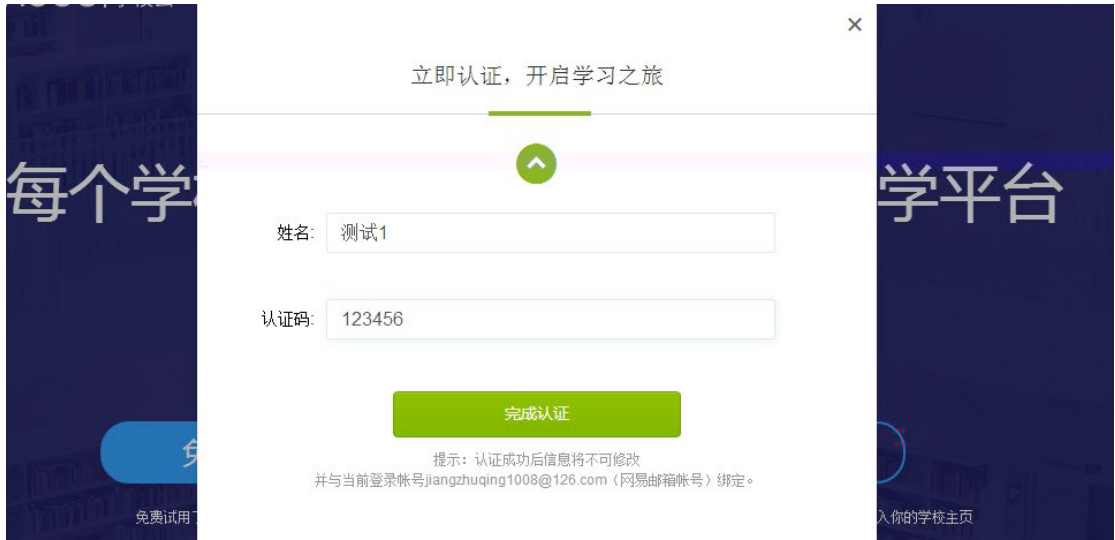 立即认证，开启学习之旅
每个学
学平台
姓名: 测试1
认证码: 123456
完成认证
提示：认证成功后信息将不可修改
并与当前登录帐号jiangzhuqing1008@126.com（网易邮箱帐号）绑定。
免费试用
入你的学校主页